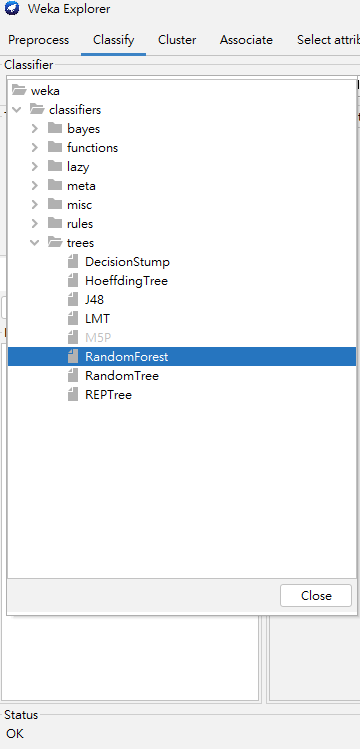 Weka Explorer
Preprocess Classify Cluster Associate Select attrib
Classifier
weka
classifiers
bayes
functions
lazy
meta
misc
rules
trees
DecisionStump
HoeffdingTree
J48
LMT
M5P
RandomForest
RandomTree
REPTree
Close
Status
OK